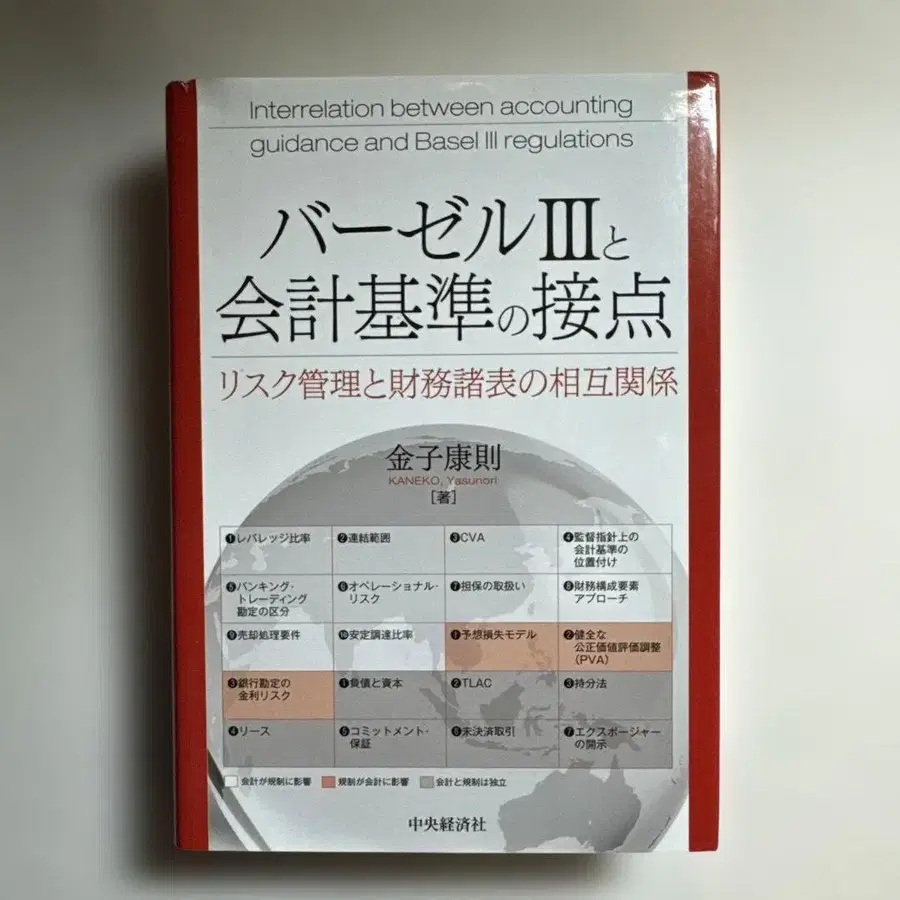 Interrelation between accounting
guidance and Basel III regulations
バーゼルⅢと
会計基準の接点
リスク管理と財務諸表の相互関係
金子康則
KANEKO, Yasunori
[著]
❶レバレッジ比率
❷連結範囲
❸CVA
❹監督指針上の
会計基準の
位置付け
❺バンキング・
トレーディング
勘定の区分
❻オペレーショナル・
リスク
❼担保の取扱い
❽財務構成要素
アプローチ
❾売却処理要件
❿安定調達比率
❶予想損失モデル
❷健全な
公正価値評価調整
(PVA)
❸銀行勘定の
金利リスク
❶負債と資本
❷TLAC
❸持分法
❹リース
❺コミットメント・
保証
❻未決済取引
❼エクスポージャー
の開示
会計が規制に影響
規制が会計に影響
会計と規制は独立
中央経済社